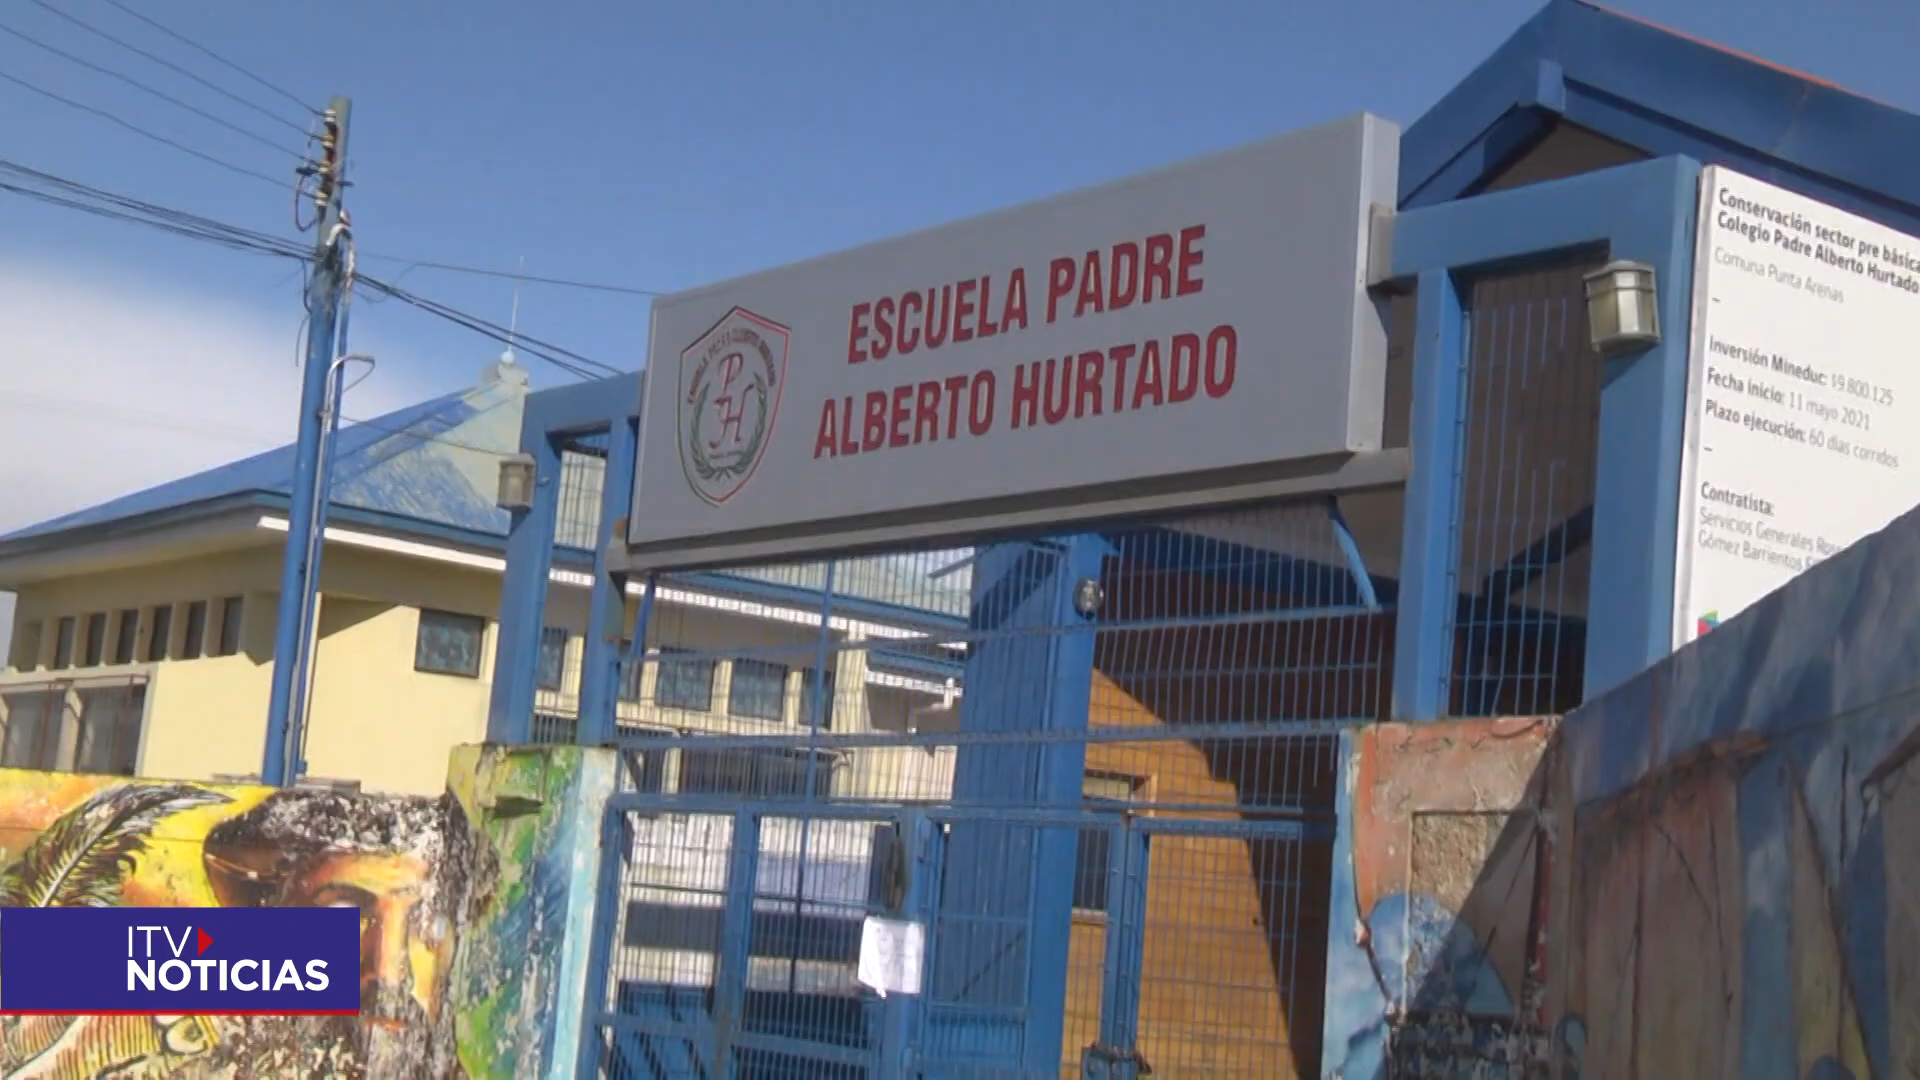 ESCUELA PADRE
ALBERTO HURTADO
PH
Conservación sector pre básica
Colegio Padre Alberto Hurtado
Comuna Punta Arenas
Inversión Mineduc: $9.800.125
Fecha Inicio: 11 mayo 2021
Plazo ejecución: 60 días corridos
Contratista:
Servicios Generales
Gómez Barrientos
ITV
NOTICIAS